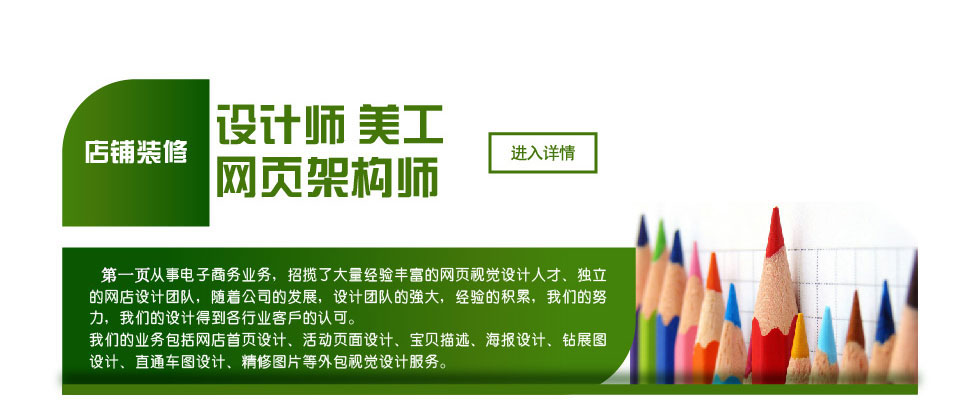 店铺装修
设计师 美工
网页架构师
进入详情
第一页从事电子商务业务，招揽了大量经验丰富的网页视觉设计人才、独立
的网店设计团队，随着公司的发展，设计团队的強大，经验的积累，我们的努
力，我们的设计得到各行业客戶的认可。
我们的业务包括网店首页设计、活动页面设计、宝贝描述、海报设计、钻展图
设计、直通车图设计、精修图片等外包视觉设计服务。